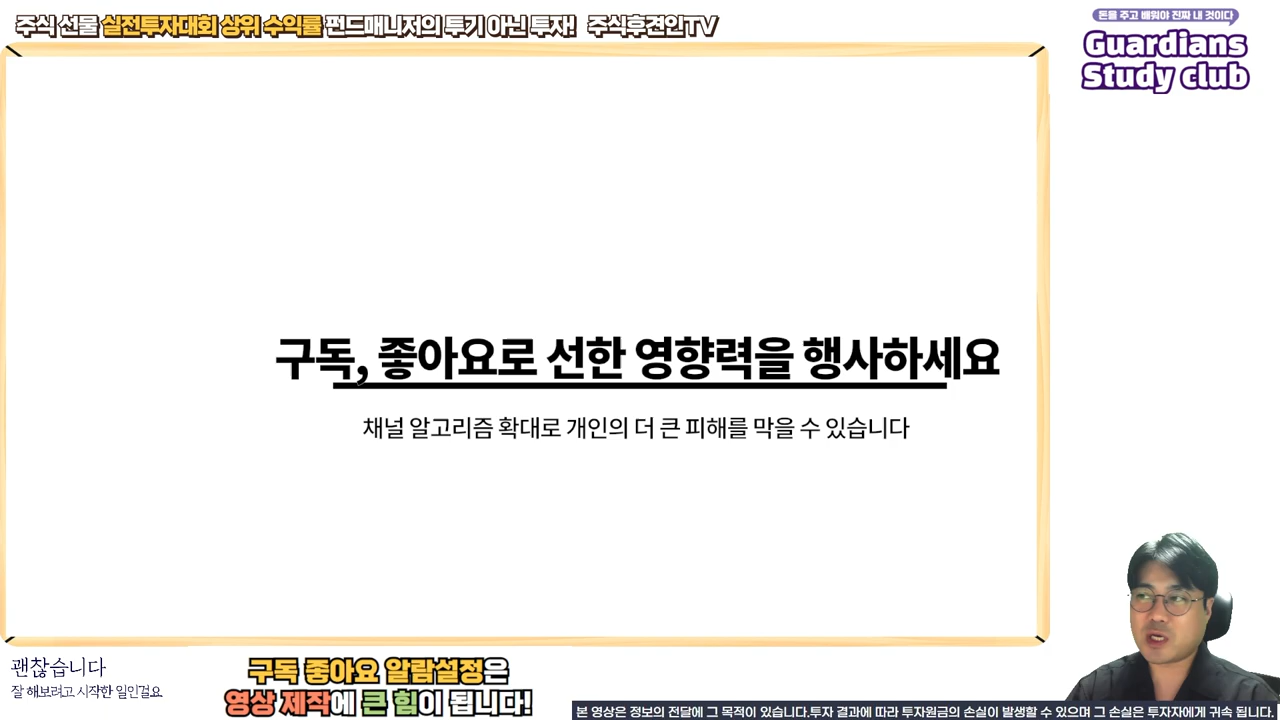 주식 선물 실전투자대회 상위 수익률 펀드매니저의 투기 아닌 투자! 주식후견인TV
돈을 주고 배워야 진짜 내 것이다
Guardians
Study club
구독, 좋아요로 선한 영향력을 행사하세요
채널 알고리즘 확대로 개인의 더 큰 피해를 막을 수 있습니다
괜찮습니다
잘 해보려고 시작한 일인걸요
구독 좋아요 알람설정은
영상 제작에 큰 힘이 됩니다!
본 영상은 정보의 전달에 그 목적이 있습니다.투자 결과에 따라 투자원금의 손실이 발생할 수 있으며 그 손실은 투자자에게 귀속 됩니다.